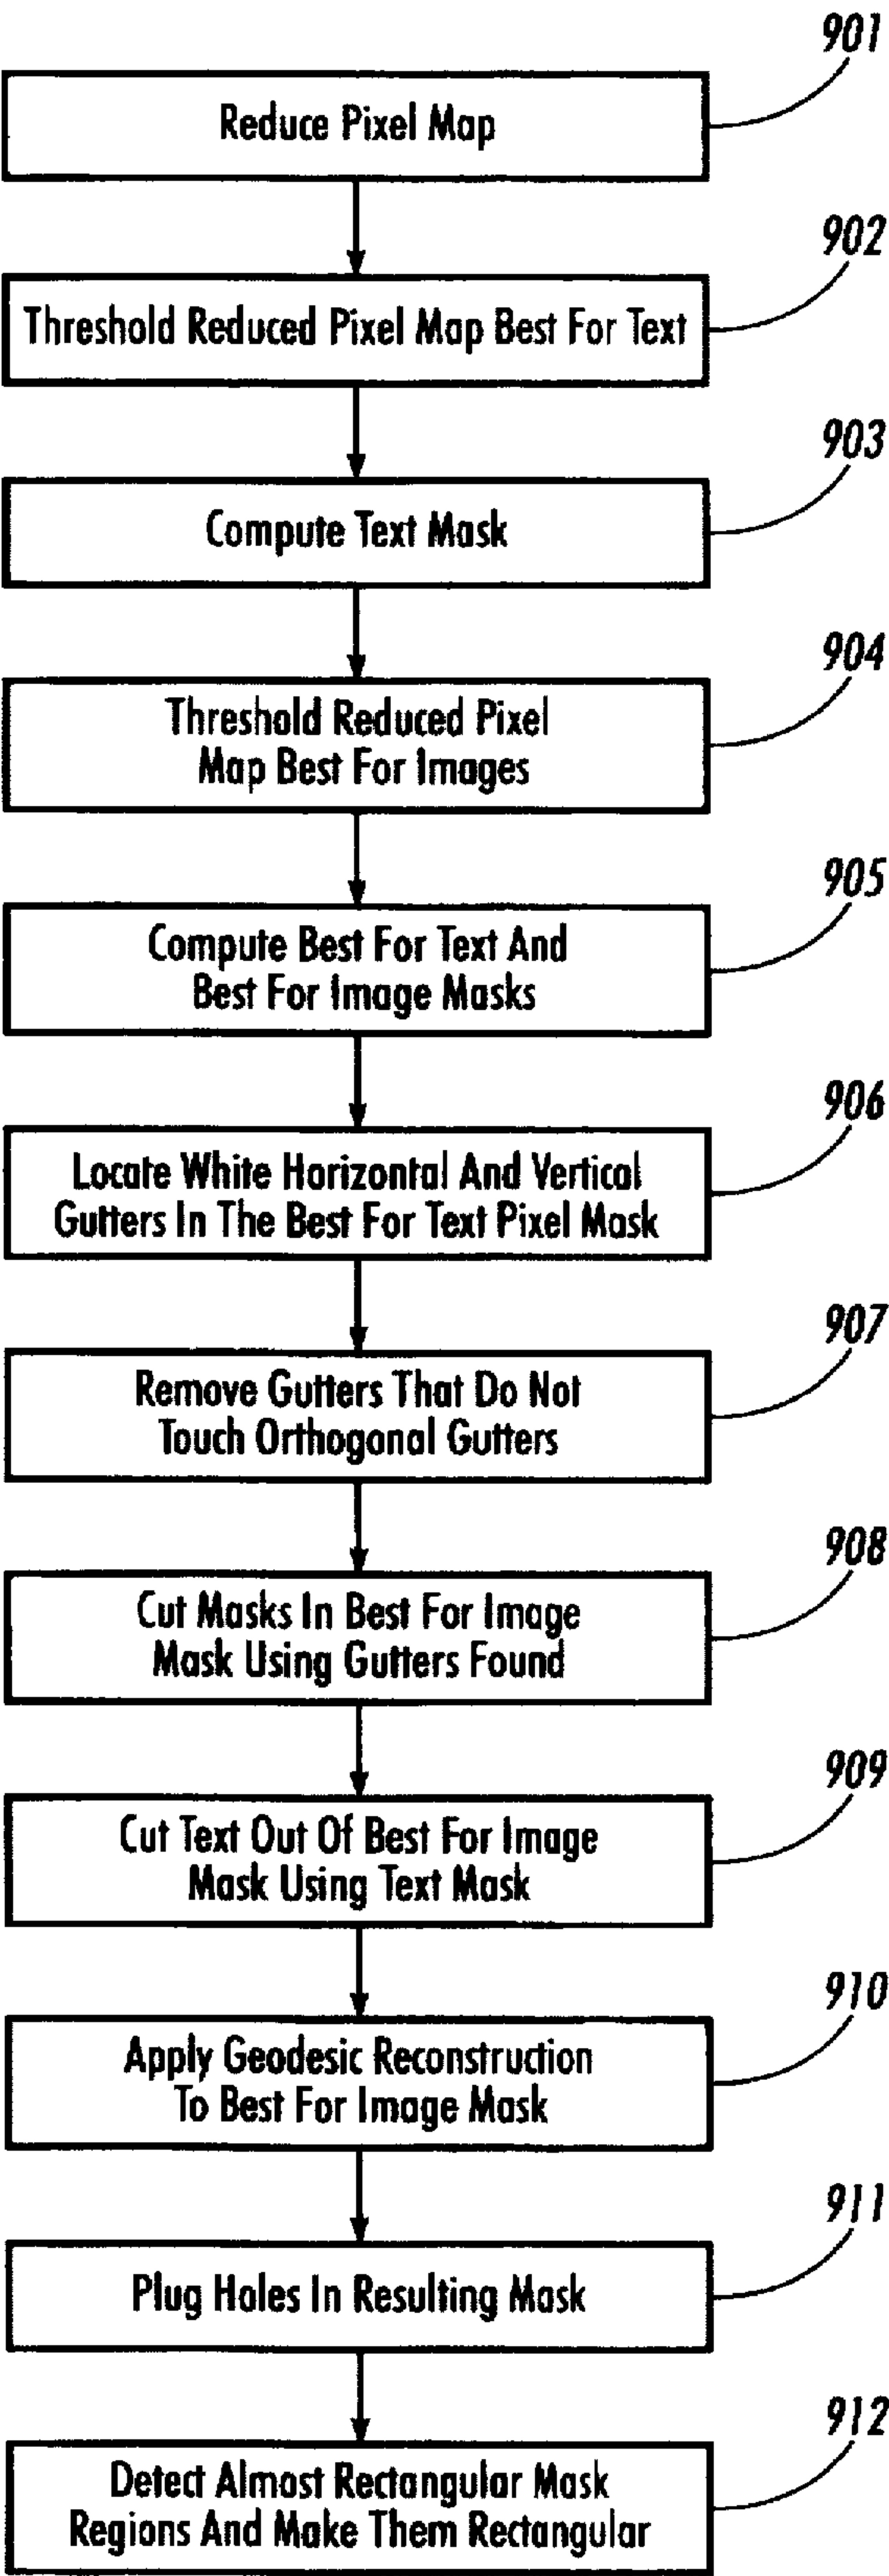 901
Reduce Pixel Map
902
Threshold Reduced Pixel Map Best For Text
903
Compute Text Mask
904
Threshold Reduced Pixel
Map Best For Images
905
Compute Best For Text And
Best For Image Masks
906
Locate White Horizontal And Vertical
Gutters In The Best For Text Pixel Mask
907
Remove Gutters That Do Not
Touch Orthogonal Gutters
908
Cut Masks In Best For Image
Mask Using Gutters Found
909
Cut Text Out Of Best For Image
Mask Using Text Mask
910
Apply Geodesic Reconstruction
To Best For Image Mask
911
Plug Holes In Resulting Mask
912
Detect Almost Rectangular Mask
Regions And Make Them Rectangular